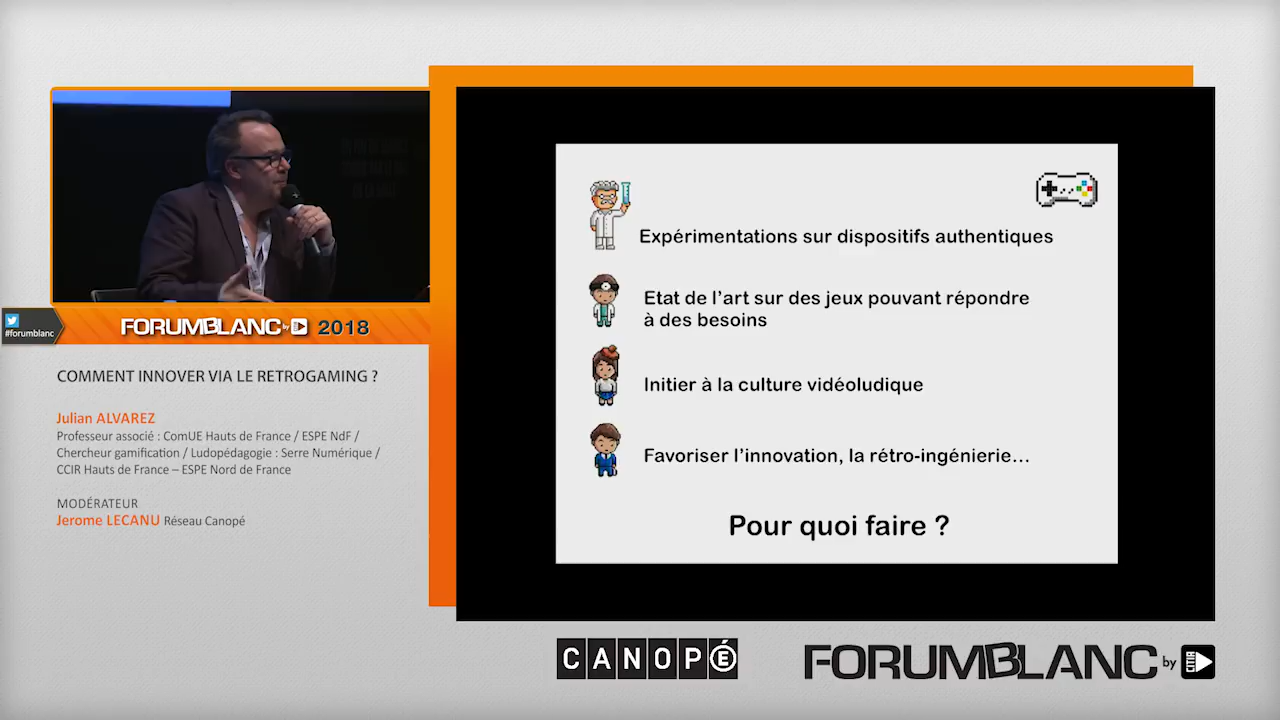 #forumblanc
FORUMBLANC by 2018
COMMENT INNOVER VIA LE RETROGAMING ?
Julian ALVAREZ
Professeur associé : ComUE Hauts de France / ESPE NdF /
Chercheur gamification / Ludopédagogie : Serre Numérique /
CCIR Hauts de France – ESPE Nord de France
MODÉRATEUR
Jerome LECANU Réseau Canopé
Expérimentations sur dispositifs authentiques
Etat de l’art sur des jeux pouvant répondre
à des besoins
Initier à la culture vidéoludique
Favoriser l’innovation, la rétro-ingénierie…
Pour quoi faire ?
CANOPÉ
FORUMBLANC by CITIA